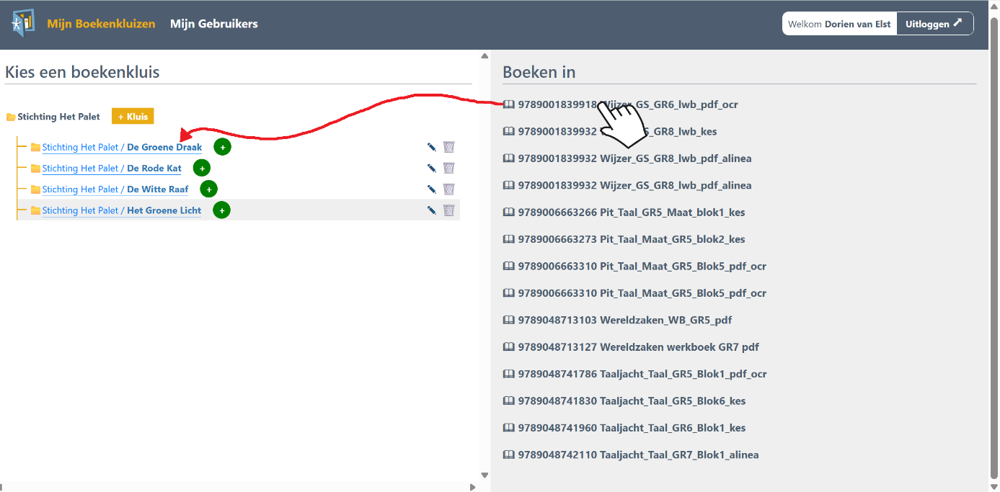 Mijn Boekenkluizen Mijn Gebruikers Welkom Dorien van Elst Uitloggen
Kies een boekenkluis
Stichting Het Palet + Kluis
Stichting Het Palet / De Groene Draak +
Stichting Het Palet / De Rode Kat +
Stichting Het Palet / De Witte Raaf +
Stichting Het Palet / Het Groene Licht +
Boeken in
9789001839918 Wijzer_GS_GR6_lwb_pdf_ocr
9789001839932 GR8_lwb_kes
9789001839932 Wijzer_GS_GR8_lwb_pdf_alinea
9789001839932 Wijzer_GS_GR8_lwb_pdf_alinea
9789006663266 Pit_Taal_GR5_Maat_blok1_kes
9789006663273 Pit_Taal_Maat_GR5_blok2_kes
9789006663310 Pit_Taal_Maat_GR5_Blok5_pdf_ocr
9789006663310 Pit_Taal_Maat_GR5_Blok5_pdf_ocr
9789048713103 Wereldzaken_WB_GR5_pdf
9789048713127 Wereldzaken werkboek GR7 pdf
9789048741786 Taaljacht_Taal_GR5_Blok1_pdf_ocr
9789048741830 Taaljacht_Taal_GR5_Blok6_kes
9789048741960 Taaljacht_Taal_GR6_Blok1_kes
9789048742110 Taaljacht_Taal_GR7_Blok1_alinea